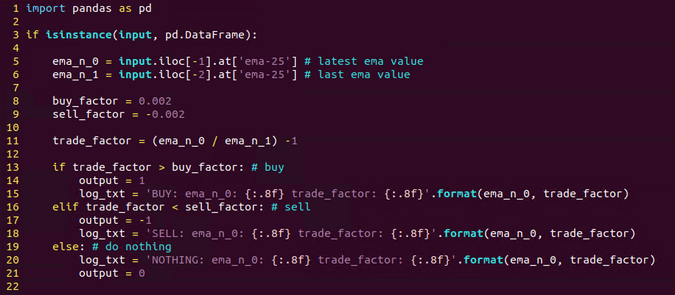 1 import pandas as pd
2
3 if isinstance(input, pd.DataFrame):
4
5     ema_n_0 = input.iloc[-1].at['ema-25'] # latest ema value
6     ema_n_1 = input.iloc[-2].at['ema-25'] # last ema value
7
8     buy_factor = 0.002
9     sell_factor = -0.002
10
11     trade_factor = (ema_n_0 / ema_n_1) -1
12
13     if trade_factor > buy_factor: # buy
14         output = 1
15         log_txt = 'BUY: ema_n_0: {:.8f} trade_factor: {:.8f}'.format(ema_n_0, trade_factor)
16     elif trade_factor < sell_factor: # sell
17         output = -1
18         log_txt = 'SELL: ema_n_0: {:.8f} trade_factor: {:.8f}'.format(ema_n_0, trade_factor)
19     else: # do nothing
20         log_txt = 'NOTHING: ema_n_0: {:.8f} trade_factor: {:.8f}'.format(ema_n_0, trade_factor)
21         output = 0
22